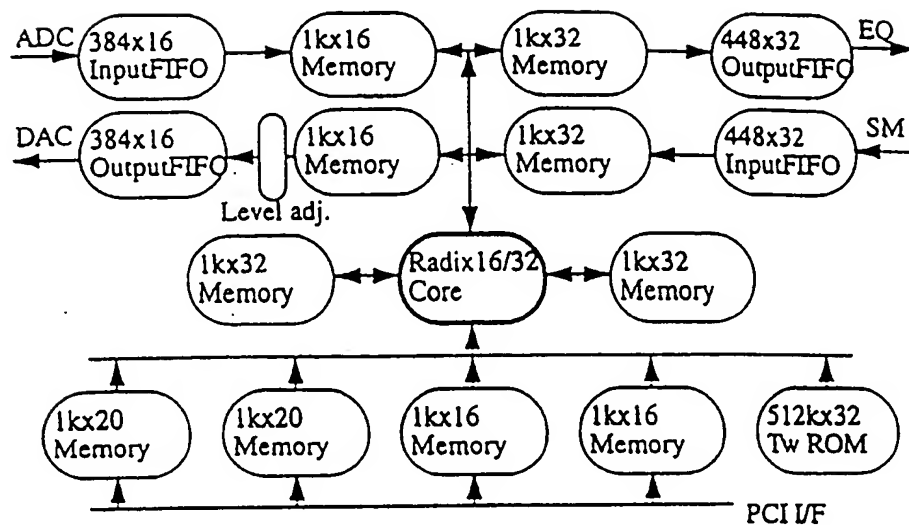 ADC
384x16
InputFIFO
1kx16
Memory
1kx32
Memory
448x32
OutputFIFO
EQ
DAC
384x16
OutputFIFO
Level adj.
1kx16
Memory
1kx32
Memory
448x32
InputFIFO
SM
1kx32
Memory
Radix16/32
Core
1kx32
Memory
1kx20
Memory
1kx20
Memory
1kx16
Memory
1kx16
Memory
512kx32
Tw ROM
PCI I/F